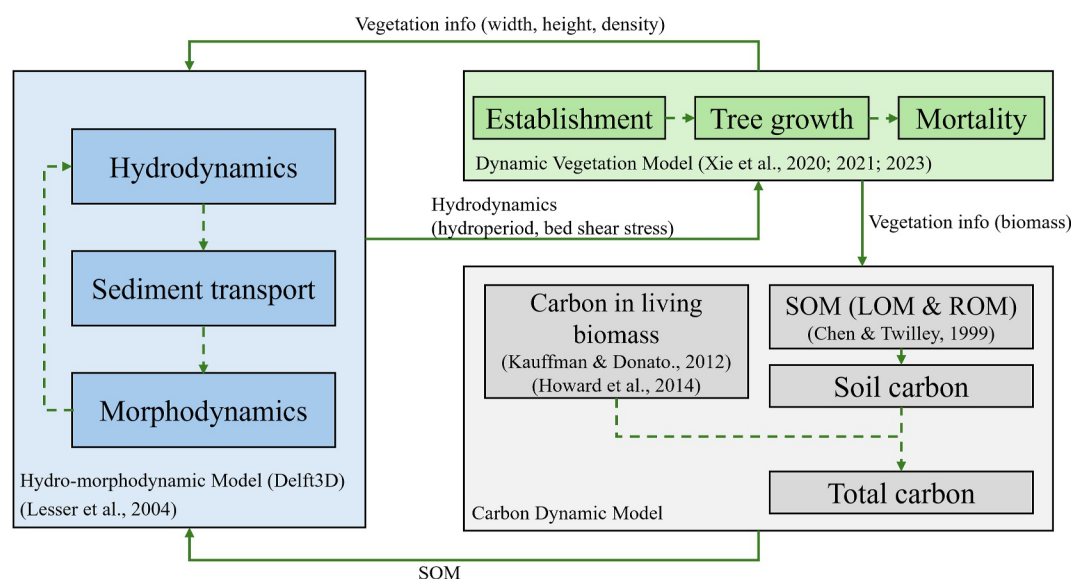 Vegetation info (width, height, density)
Hydrodynamics
Sediment transport
Morphodynamics
Hydro-morphodynamic Model (Delft3D)
(Lesser et al., 2004)
Establishment
Tree growth
Mortality
Dynamic Vegetation Model (Xie et al., 2020; 2021; 2023)
Hydrodynamics
(hydroperiod, bed shear stress)
Vegetation info (biomass)
Carbon in living
biomass
(Kauffman & Donato., 2012)
(Howard et al., 2014)
SOM (LOM & ROM)
(Chen & Twilley, 1999)
Soil carbon
Total carbon
Carbon Dynamic Model
SOM